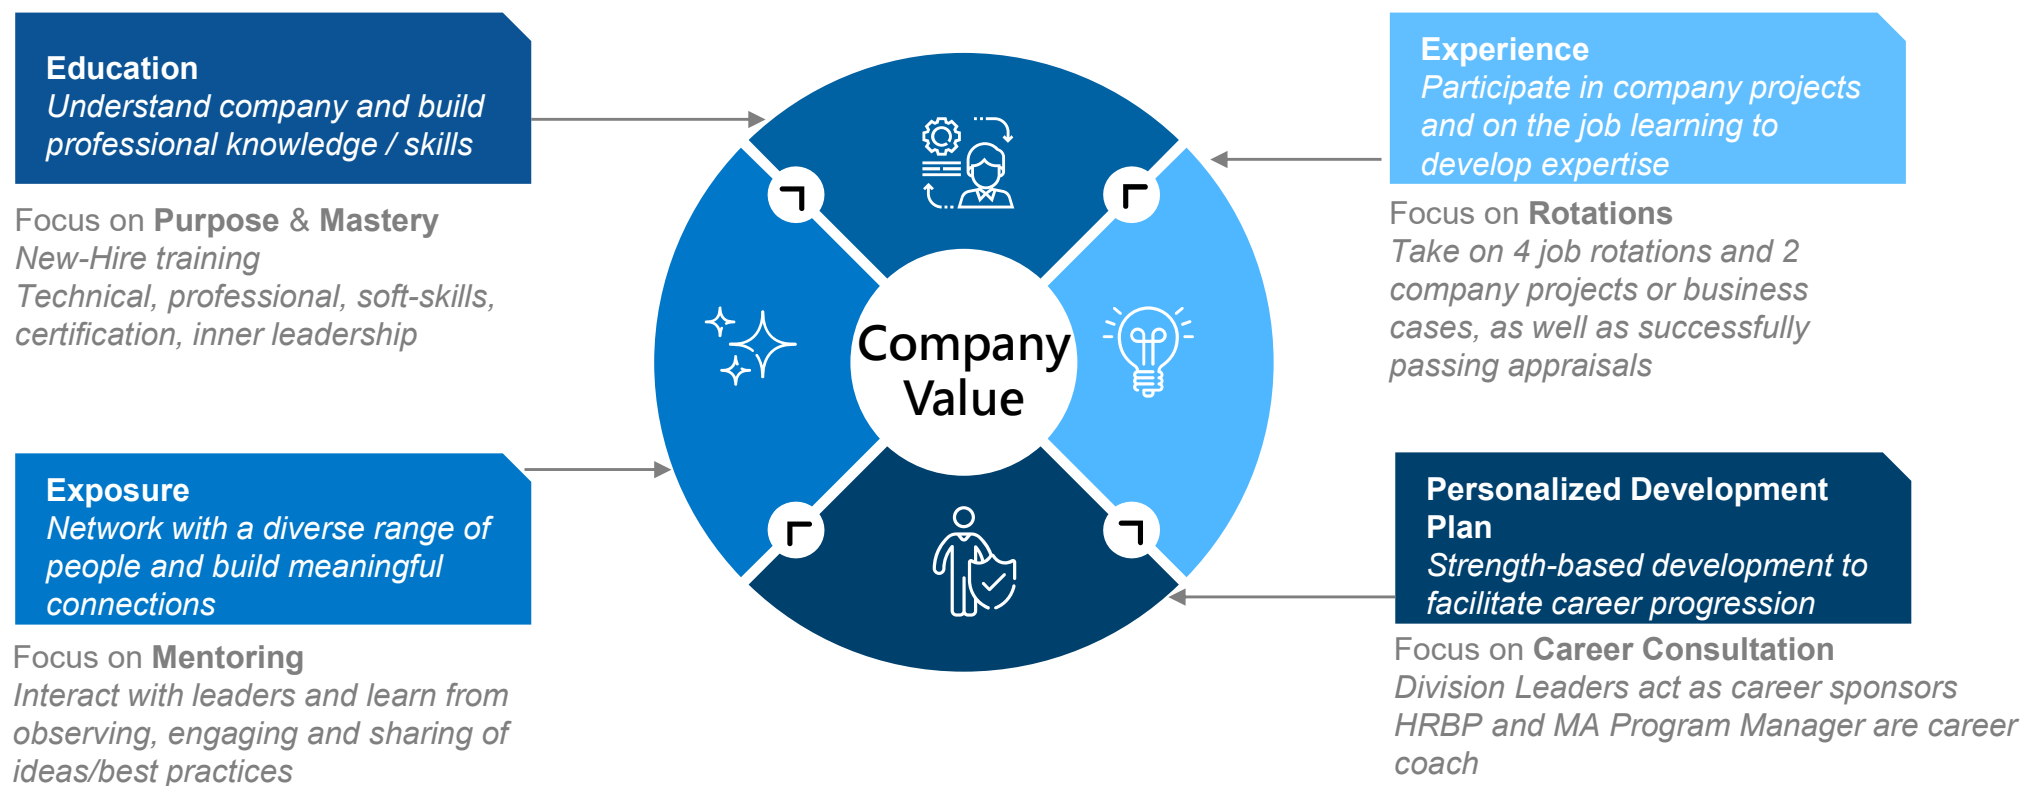 Education
Understand company and build
professional knowledge / skills
Focus on Purpose & Mastery
New-Hire training
Technical, professional, soft-skills,
certification, inner leadership
Experience
Participate in company projects
and on the job learning to
develop expertise
Focus on Rotations
Take on 4 job rotations and 2
company projects or business
cases, as well as successfully
passing appraisals
Company
Value
Exposure
Network with a diverse range of
people and build meaningful
connections
Focus on Mentoring
Interact with leaders and learn from
observing, engaging and sharing of
ideas/best practices
Personalized Development
Plan
Strength-based development to
facilitate career progression
Focus on Career Consultation
Division Leaders act as career sponsors
HRBP and MA Program Manager are career
coach